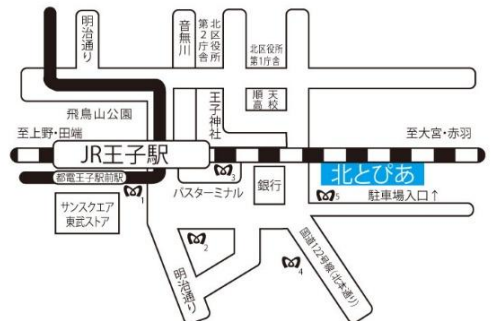 明治通り
音無川
北区役所
第2庁舎
北区役所
第1庁舎
順天
高校
王子神社
飛鳥山公園
至上野・田端
JR王子駅
至大宮・赤羽
都電王子駅前駅
1
3
バスターミナル
銀行
北とぴあ
5
駐車場入口↑
サンスクエア
東武ストア
2
明治通り
4
国道122号線(北本通り)